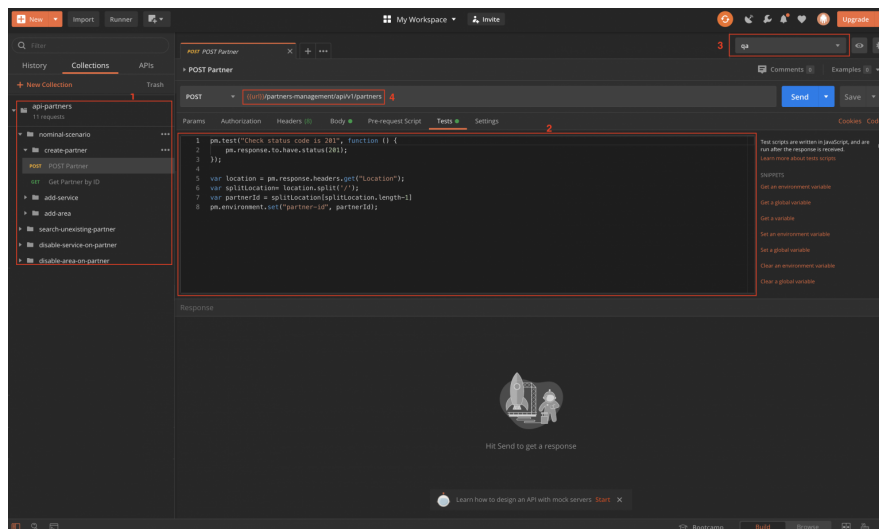 New Import Runner My Workspace Invite Upgrade
Filter
History Collections APIs
+ New Collection Trash
1
api-partners
11 requests
nominal-scenario
create-partner
POST POST Partner
GET Get Partner by ID
add-service
add-area
search-unexisting-partner
disable-service-on-partner
disable-area-on-partner
POST POST Partner
3 qa
POST Partner
Comments 0 Examples 0
POST {{url}}/partners-management/api/v1/partners 4 Send Save
Params Authorization Headers (8) Body Pre-request Script Tests Settings Cookies
2
1 pm.test("Check status code is 201", function () {
2 pm.response.to.have.status(201);
3 });
4
5 var location = pm.response.headers.get("Location");
6 var splitLocation= location.split('/');
7 var partnerId = splitLocation[splitLocation.length-1]
8 pm.environment.set("partner-id", partnerId);
Test scripts are written in JavaScript, and are
run after the response is received.
Learn more about tests scripts
SNIPPETS
Get an environment variable
Get a global variable
Get a variable
Set an environment variable
Set a global variable
Clear an environment variable
Clear a global variable
Response
Hit Send to get a response
Learn how to design an API with mock servers Start
Bootcamp Build Browse